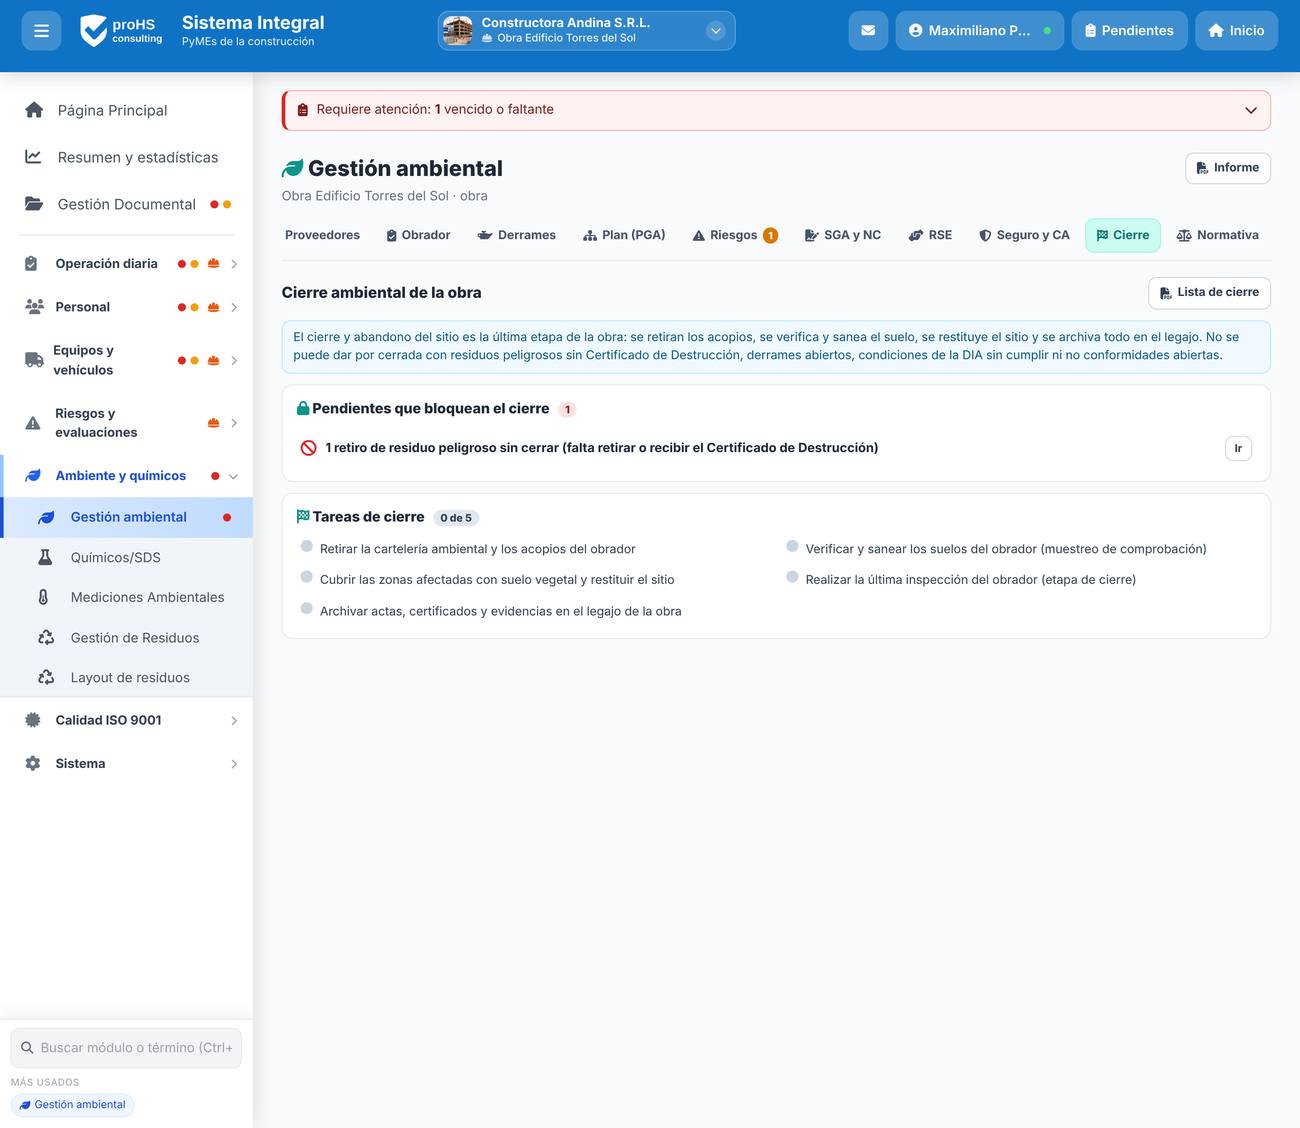 proHS
consulting
Sistema Integral
PyMEs de la construcción
Constructora Andina S.R.L.
Obra Edificio Torres del Sol
Maximiliano P...
Pendientes
Inicio
Página Principal
Resumen y estadísticas
Gestión Documental
Operación diaria
Personal
Equipos y
vehículos
Riesgos y
evaluaciones
Ambiente y químicos
Gestión ambiental
Químicos/SDS
Mediciones Ambientales
Gestión de Residuos
Layout de residuos
Calidad ISO 9001
Sistema
Buscar módulo o término (Ctrl+
MÁS USADOS
Gestión ambiental
Requiere atención: 1 vencido o faltante
Gestión ambiental
Informe
Obra Edificio Torres del Sol · obra
Proveedores Obrador Derrames Plan (PGA) Riesgos 1 SGA y NC RSE Seguro y CA Cierre Normativa
Cierre ambiental de la obra
Lista de cierre
El cierre y abandono del sitio es la última etapa de la obra: se retiran los acopios, se verifica y sanea el suelo, se restituye el sitio y se archiva todo en el legajo. No se
puede dar por cerrada con residuos peligrosos sin Certificado de Destrucción, derrames abiertos, condiciones de la DIA sin cumplir ni no conformidades abiertas.
Pendientes que bloquean el cierre 1
1 retiro de residuo peligroso sin cerrar (falta retirar o recibir el Certificado de Destrucción)
Ir
Tareas de cierre 0 de 5
Retirar la cartelería ambiental y los acopios del obrador
Verificar y sanear los suelos del obrador (muestreo de comprobación)
Cubrir las zonas afectadas con suelo vegetal y restituir el sitio
Realizar la última inspección del obrador (etapa de cierre)
Archivar actas, certificados y evidencias en el legajo de la obra